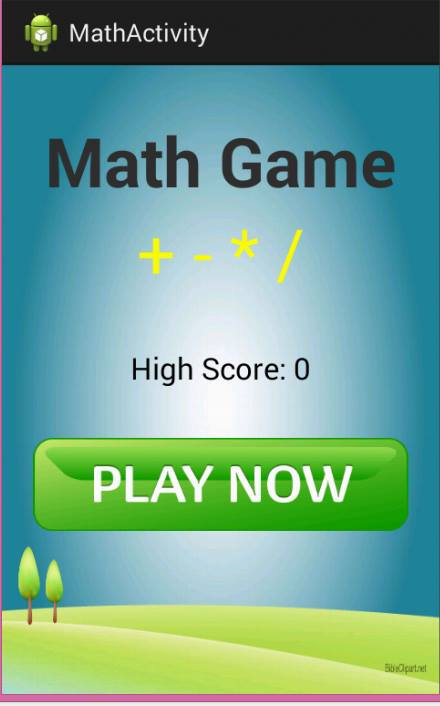 MathActivity
Math Game
+ - * /
High Score: 0
PLAY NOW
BibleClipart.net